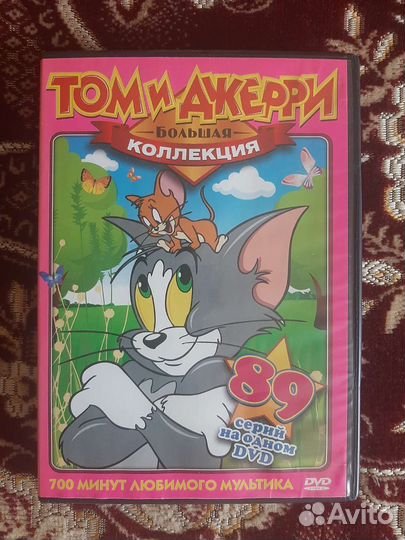 ТОМ И ДЖЕРРИ
БОЛЬШАЯ
КОЛЛЕКЦИЯ
89
серий
на одном
DVD
700 МИНУТ ЛЮБИМОГО МУЛЬТИКА
DVD
Avito